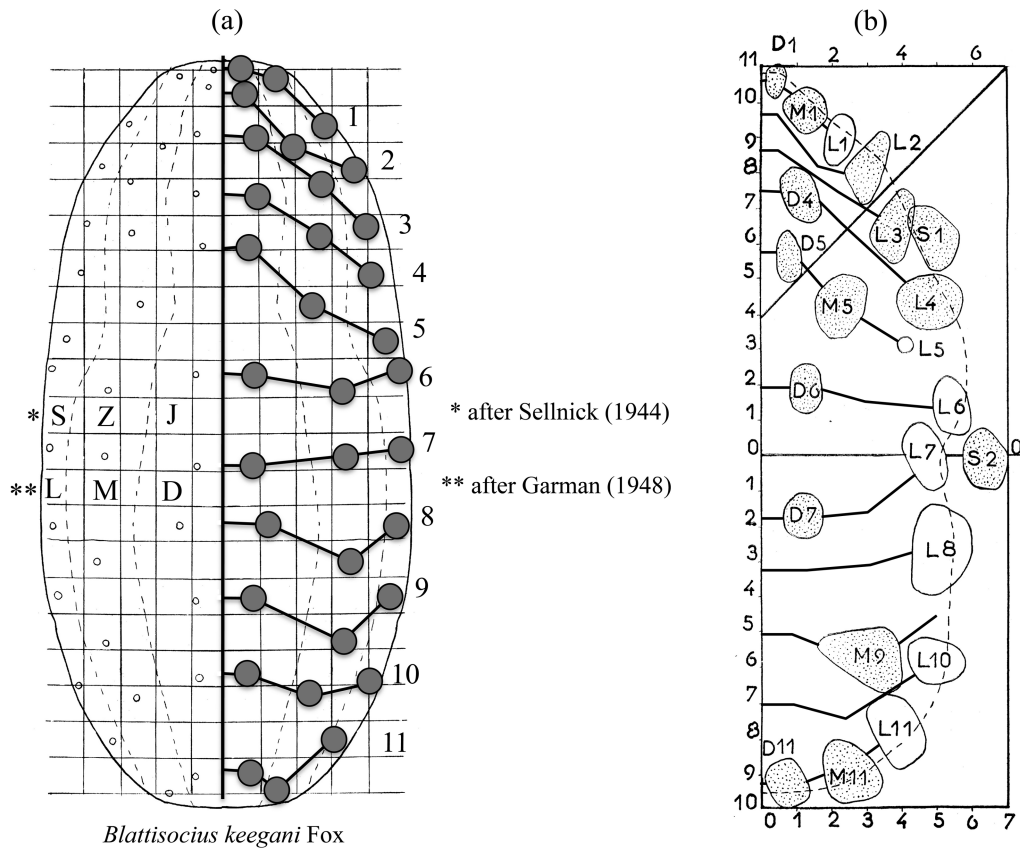 (a)
1
2
3
4
5
6
7
8
9
10
11
* S Z J
** L M D
* after Sellnick (1944)
** after Garman (1948)
Blattisocius keegani Fox
(b)
D1 2 4 6
11
10
9
8
7
6
5
4
3
2
1
0
1
2
3
4
5
6
7
8
9
10
M1
L1
L2
D4
L3 S1
D5
M5
L4
L5
D6
L6
L7
S2
0
D7
L8
M9
L10
L11
D11
M11
0 1 2 3 4 5 6 7